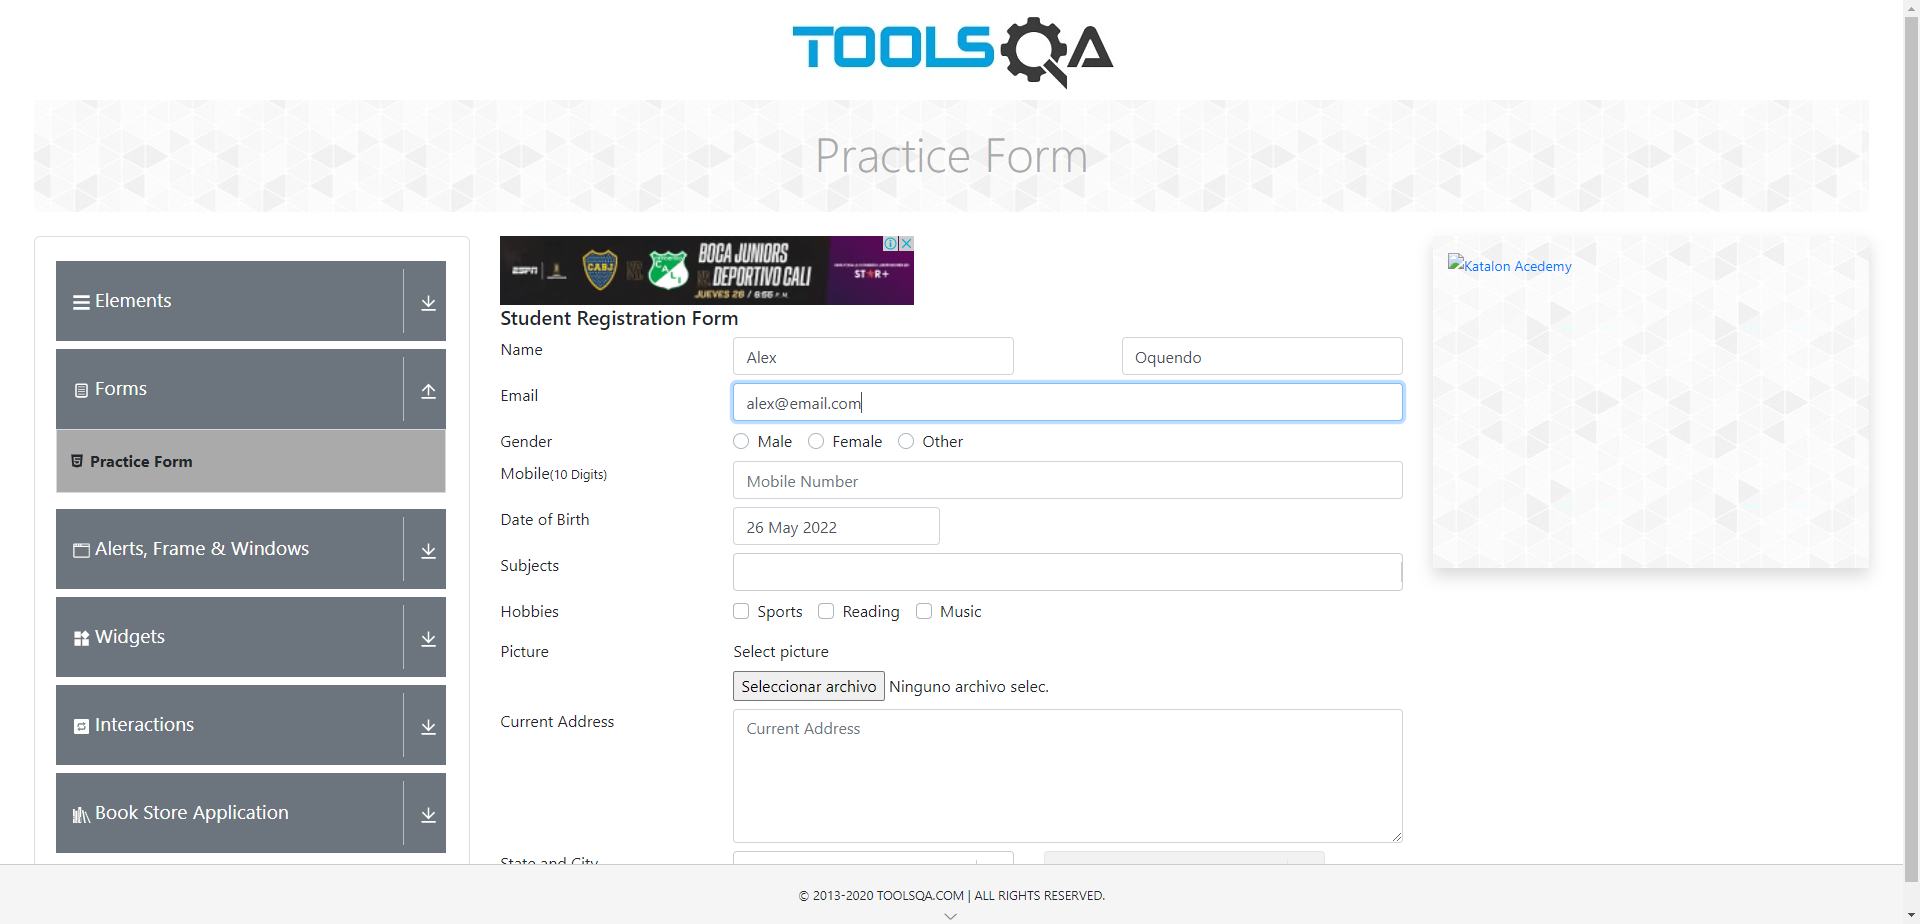 TOOLSQA
Practice Form
Elements
Forms
Practice Form
Alerts, Frame & Windows
Widgets
Interactions
Book Store Application
ESPN
CABJ
CALI
BOCA JUNIORS
VS. DEPORTIVO CALI
JUEVES 26 / 6:55 P.M.
STAR+
Student Registration Form
Name
Alex
Oquendo
Email
alex@email.com
Gender
Male Female Other
Mobile(10 Digits)
Mobile Number
Date of Birth
26 May 2022
Subjects
Hobbies
Sports Reading Music
Picture
Select picture
Seleccionar archivo Ninguno archivo selec.
Current Address
Current Address
State and City
Katalon Acedemy
© 2013-2020 TOOLSQA.COM | ALL RIGHTS RESERVED.